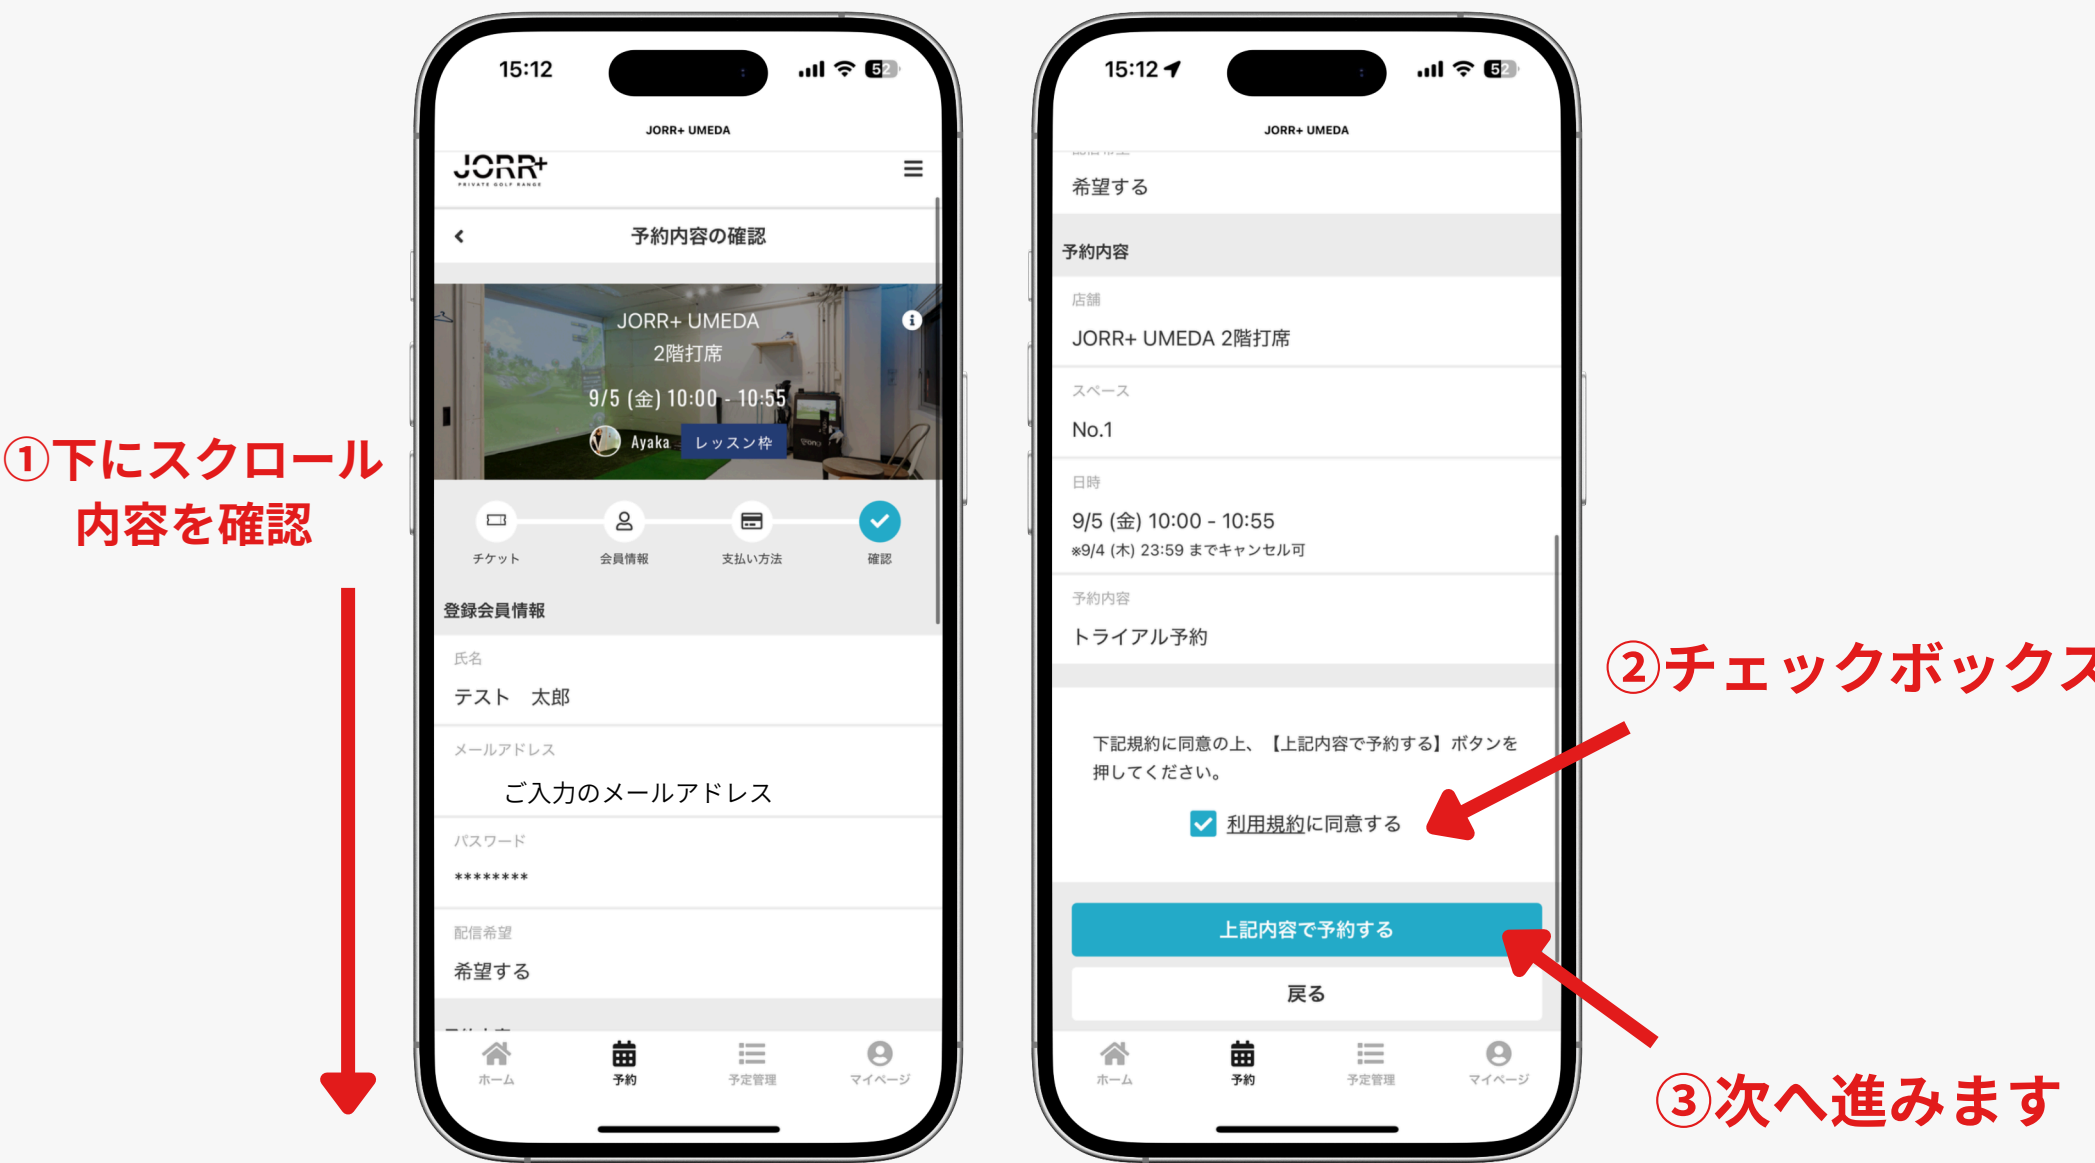 ①下にスクロール
内容を確認
15:12
52
JORR+ UMEDA
JORR+
PRIVATE GOLF RANGE
予約内容の確認
JORR+ UMEDA
2階打席
9/5 (金) 10:00 - 10:55
Ayaka レッスン枠
チケット 会員情報 支払い方法 確認
登録会員情報
氏名
テスト 太郎
メールアドレス
ご入力のメールアドレス
パスワード
********
配信希望
希望する
ホーム 予約 予定管理 マイページ
15:12
52
JORR+ UMEDA
希望する
予約内容
店舗
JORR+ UMEDA 2階打席
スペース
No.1
日時
9/5 (金) 10:00 - 10:55
※9/4 (木) 23:59 までキャンセル可
予約内容
トライアル予約
下記規約に同意の上、【上記内容で予約する】ボタンを
押してください。
利用規約に同意する
上記内容で予約する
戻る
ホーム 予約 予定管理 マイページ
②チェックボックス
③次へ進みます